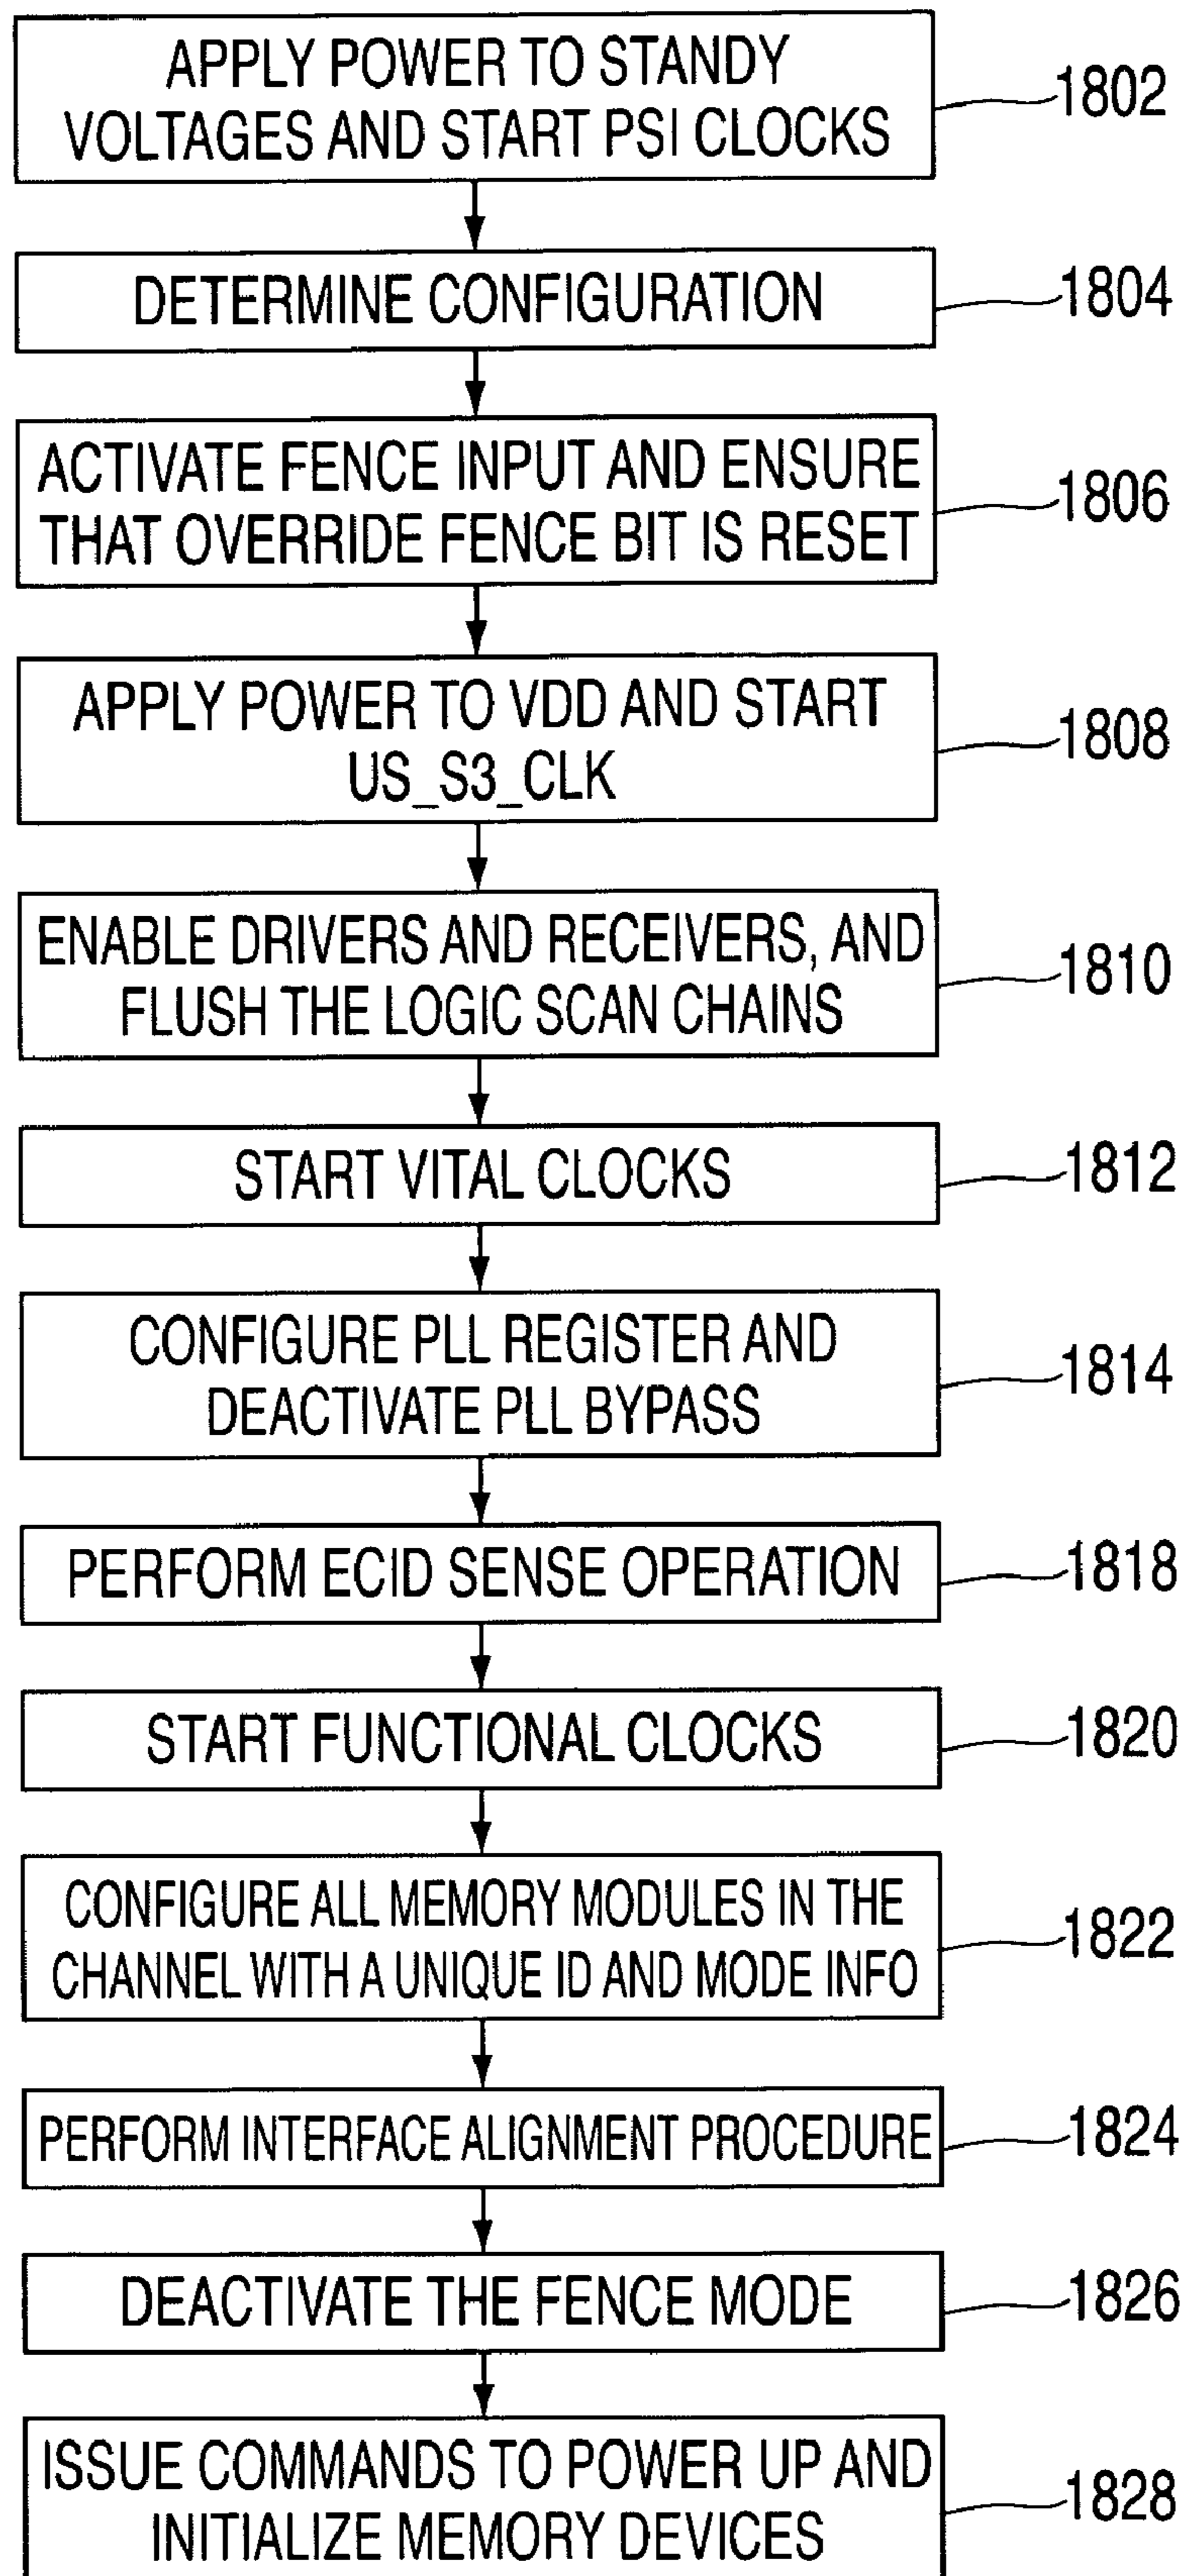 APPLY POWER TO STANDY
VOLTAGES AND START PSI CLOCKS
1802
DETERMINE CONFIGURATION
1804
ACTIVATE FENCE INPUT AND ENSURE
THAT OVERRIDE FENCE BIT IS RESET
1806
APPLY POWER TO VDD AND START
US_S3_CLK
1808
ENABLE DRIVERS AND RECEIVERS, AND
FLUSH THE LOGIC SCAN CHAINS
1810
START VITAL CLOCKS
1812
CONFIGURE PLL REGISTER AND
DEACTIVATE PLL BYPASS
1814
PERFORM ECID SENSE OPERATION
1818
START FUNCTIONAL CLOCKS
1820
CONFIGURE ALL MEMORY MODULES IN THE
CHANNEL WITH A UNIQUE ID AND MODE INFO
1822
PERFORM INTERFACE ALIGNMENT PROCEDURE
1824
DEACTIVATE THE FENCE MODE
1826
ISSUE COMMANDS TO POWER UP AND
INITIALIZE MEMORY DEVICES
1828